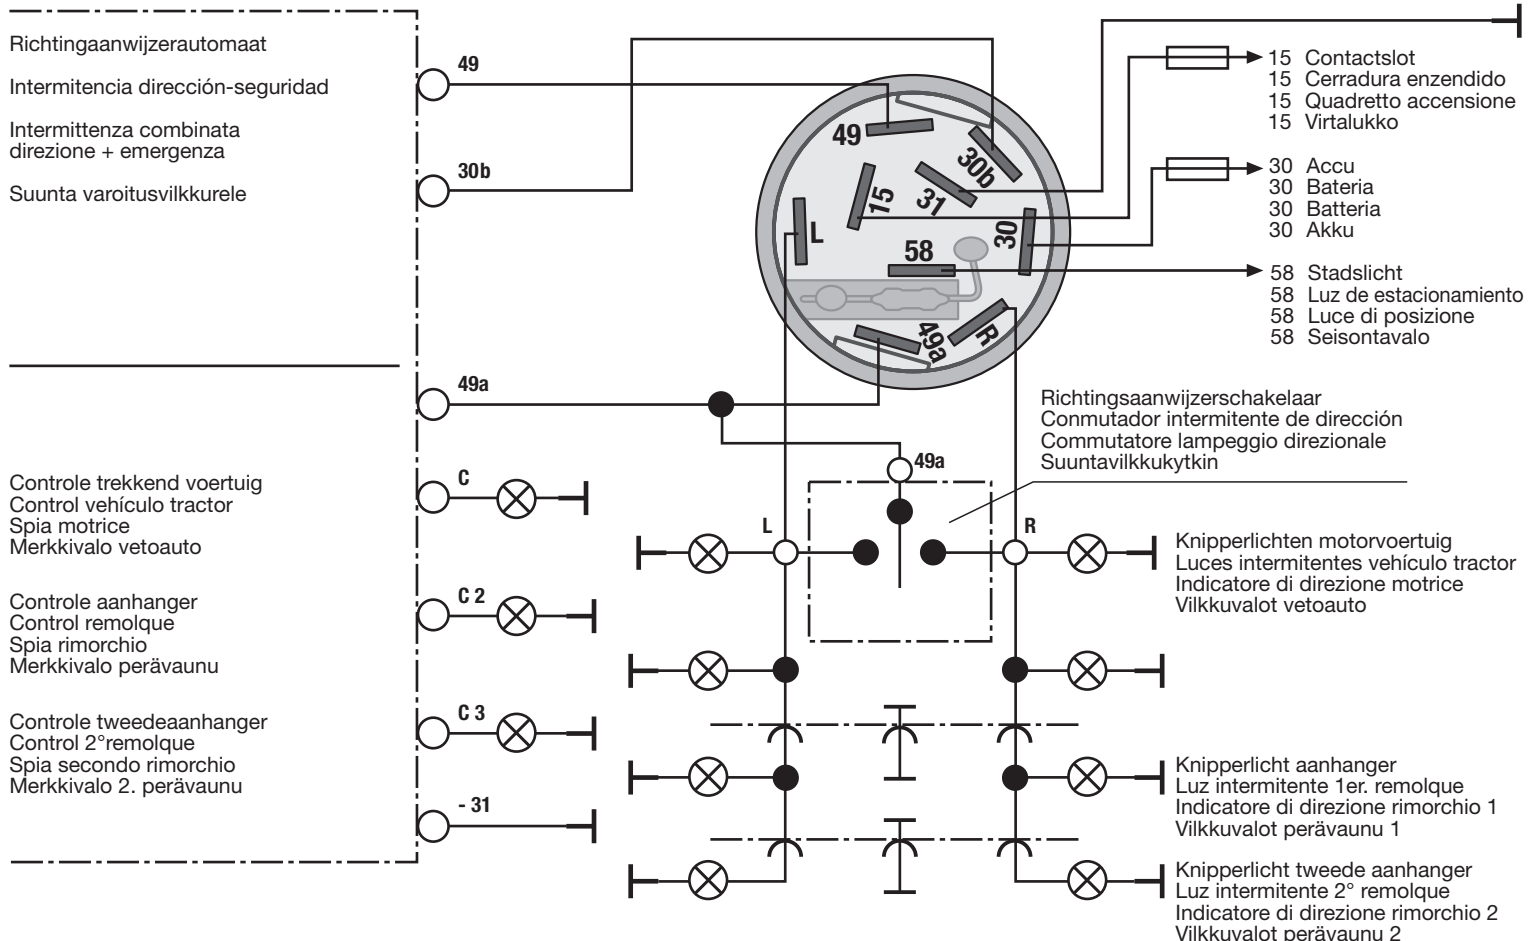 Richtingaanwijzerautomaat
Intermitencia dirección-seguridad
Intermittenza combinata
direzione + emergenza
Suunta varoitusvilkkurele
49
30b
49a
C
C 2
C 3
- 31
Controle trekkend voertuig
Control vehículo tractor
Spia motrice
Merkkivalo vetoauto
Controle aanhanger
Control remolque
Spia rimorchio
Merkkivalo perävaunu
Controle tweedeaanhanger
Control 2°remolque
Spia secondo rimorchio
Merkkivalo 2. perävaunu
49
30b
15
31
L
30
58
49a
R
15 Contactslot
15 Cerradura enzendido
15 Quadretto accensione
15 Virtalukko
30 Accu
30 Bateria
30 Batteria
30 Akku
58 Stadslicht
58 Luz de estacionamiento
58 Luce di posizione
58 Seisontavalo
Richtingsaanwijzerschakelaar
Conmutador intermitente de dirección
Commutatore lampeggio direzionale
Suuntavilkkukytkin
49a
L
R
Knipperlichten motorvoertuig
Luces intermitentes vehículo tractor
Indicatore di direzione motrice
Vilkkuvalot vetoauto
Knipperlicht aanhanger
Luz intermitente 1er. remolque
Indicatore di direzione rimorchio 1
Vilkkuvalot perävaunu 1
Knipperlicht tweede aanhanger
Luz intermitente 2° remolque
Indicatore di direzione rimorchio 2
Vilkkuvalot perävaunu 2